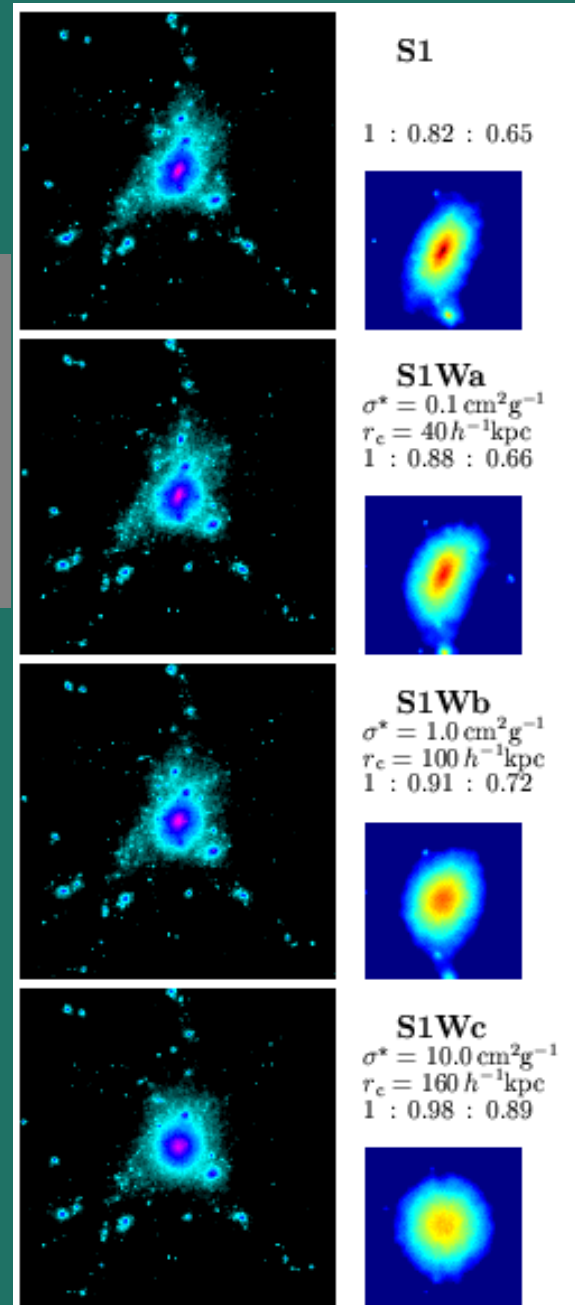 S1
1 : 0.82 : 0.65
S1Wa
σ* = 0.1 cm²g⁻¹
r_c = 40 h⁻¹kpc
1 : 0.88 : 0.66
S1Wb
σ* = 1.0 cm²g⁻¹
r_c = 100 h⁻¹kpc
1 : 0.91 : 0.72
S1Wc
σ* = 10.0 cm²g⁻¹
r_c = 160 h⁻¹kpc
1 : 0.98 : 0.89